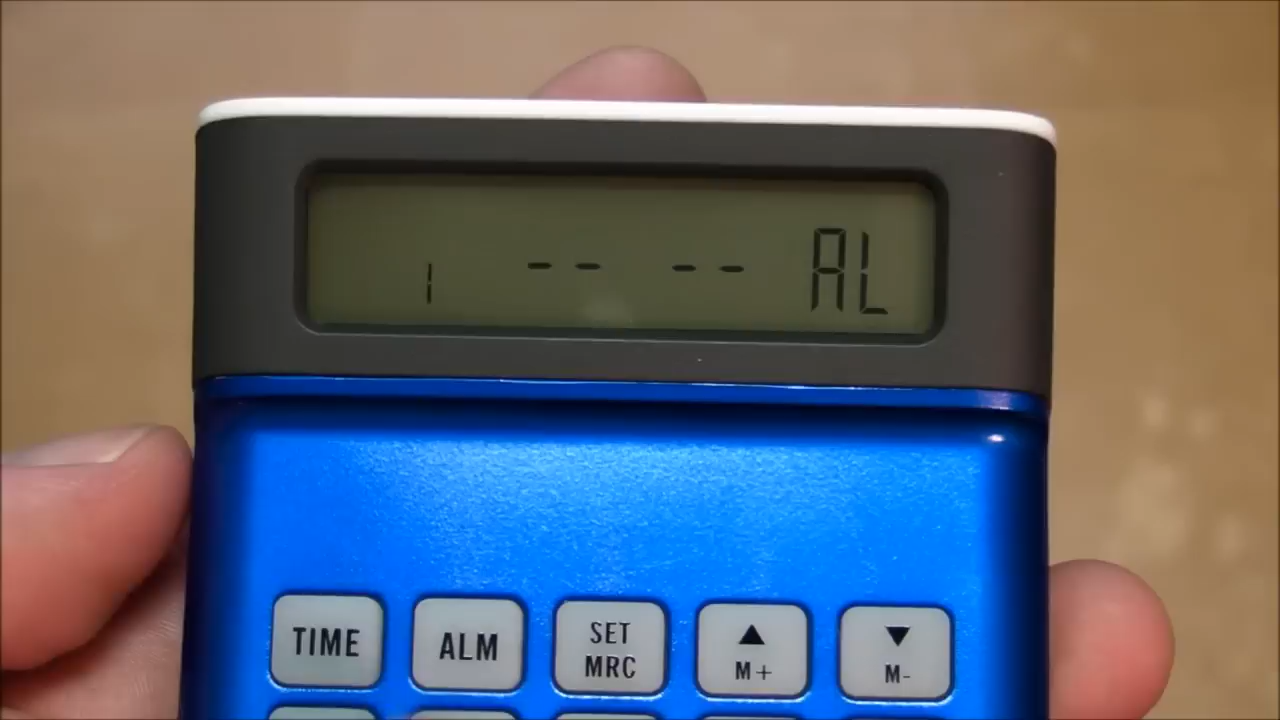 1 -- -- AL
TIME ALM SET MRC ▲ M+ ▼ M-